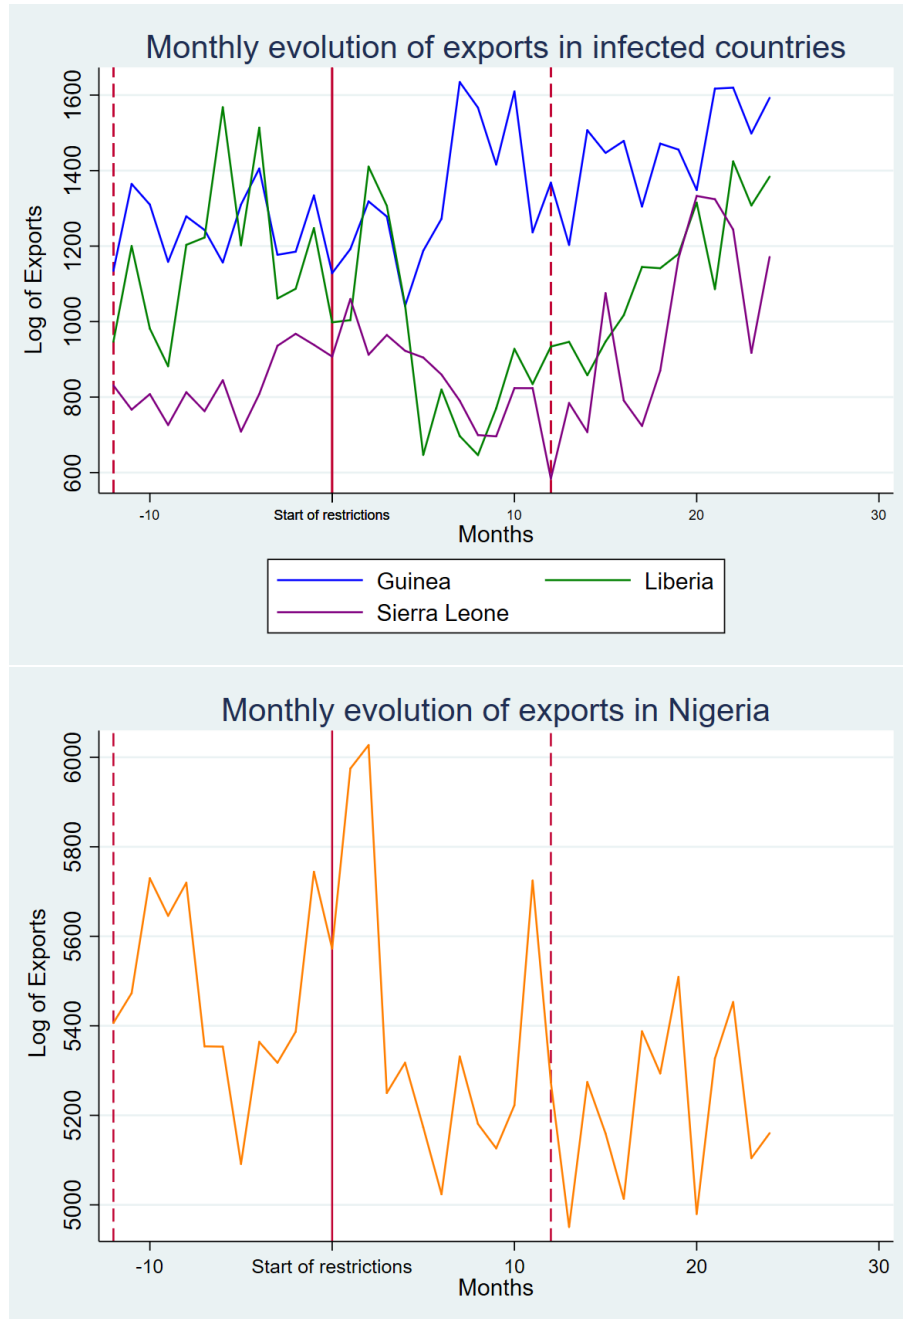 Monthly evolution of exports in infected countries
Log of Exports
1600
1400
1200
1000
800
600
-10 Start of restrictions 10 20 30
Months
Guinea Liberia
Sierra Leone
Monthly evolution of exports in Nigeria
Log of Exports
6000
5800
5600
5400
5200
5000
-10 Start of restrictions 10 30
Months